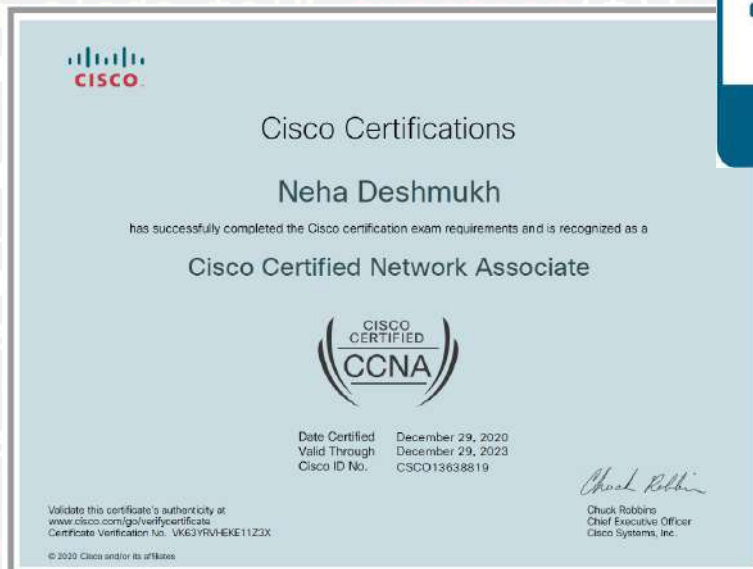 CISCO
Cisco Certifications
Neha Deshmukh
has successfully completed the Cisco certification exam requirements and is recognized as a
Cisco Certified Network Associate
CISCO
CERTIFIED
CCNA
Date Certified December 29, 2020
Valid Through December 29, 2023
Cisco ID No. CSCO13638819
Chuck Robbins
Chuck Robbins
Chief Executive Officer
Cisco Systems, Inc.
Validate this certificate's authenticity at
www.cisco.com/go/verifycertificate
Certificate Verification No. VK63YRVHEKE11Z3X
© 2020 Cisco and/or its affiliates